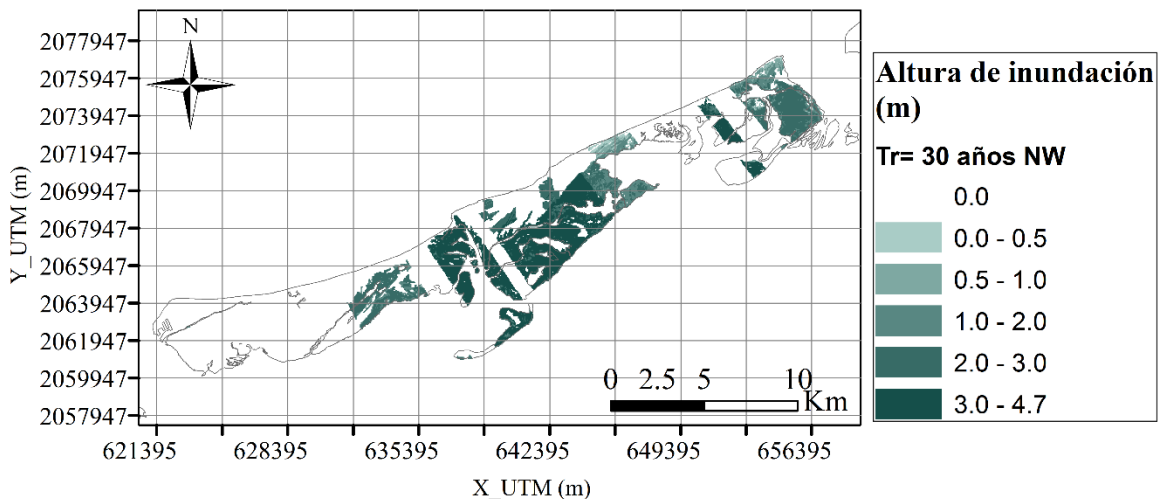 N
2077947
2075947
2073947
2071947
2069947
2067947
2065947
2063947
2061947
2059947
2057947
Y_UTM (m)
621395 628395 635395 642395 649395 656395
X_UTM (m)
0 2.5 5 10
Km
Altura de inundación
(m)
Tr= 30 años NW
0.0
0.0 - 0.5
0.5 - 1.0
1.0 - 2.0
2.0 - 3.0
3.0 - 4.7